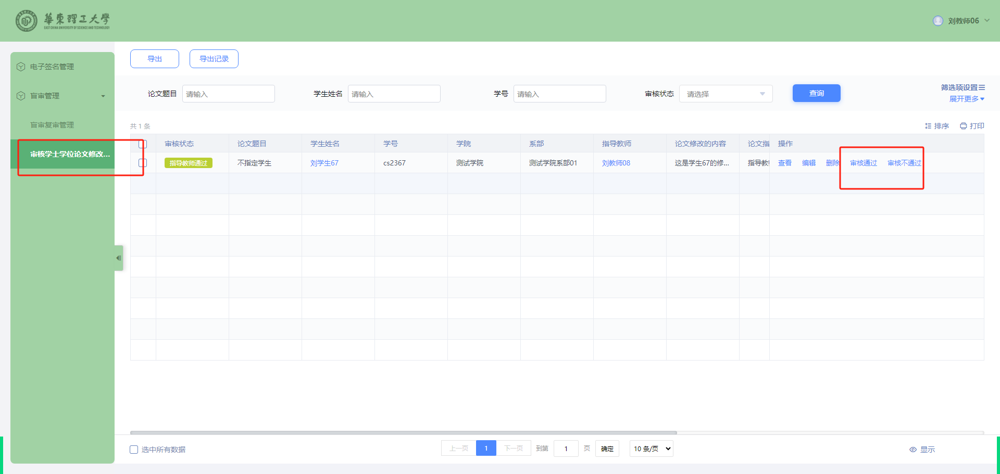 華東理工大學
EAST CHINA UNIVERSITY OF SCIENCE AND TECHNOLOGY
刘教师06
电子签名管理
盲审管理
盲审复审管理
审核学士学位论文修改...
导出 导出记录
论文题目 请输入 学生姓名 请输入 学号 请输入 审核状态 请选择 查询 筛选项设置
展开更多
共 1 条 排序 打印
审核状态 论文题目 学生姓名 学号 学院 系部 指导教师 论文修改的内容 论文指 操作
指导教师通过 不指定学生 刘学生67 cs2367 测试学院 测试学院系部01 刘教师08 这是学生67的修... 指导教 查看 编辑 删除 审核通过 审核不通过
选中所有数据 上一页 1 下一页 到第 1 页 确定 10 条/页 显示